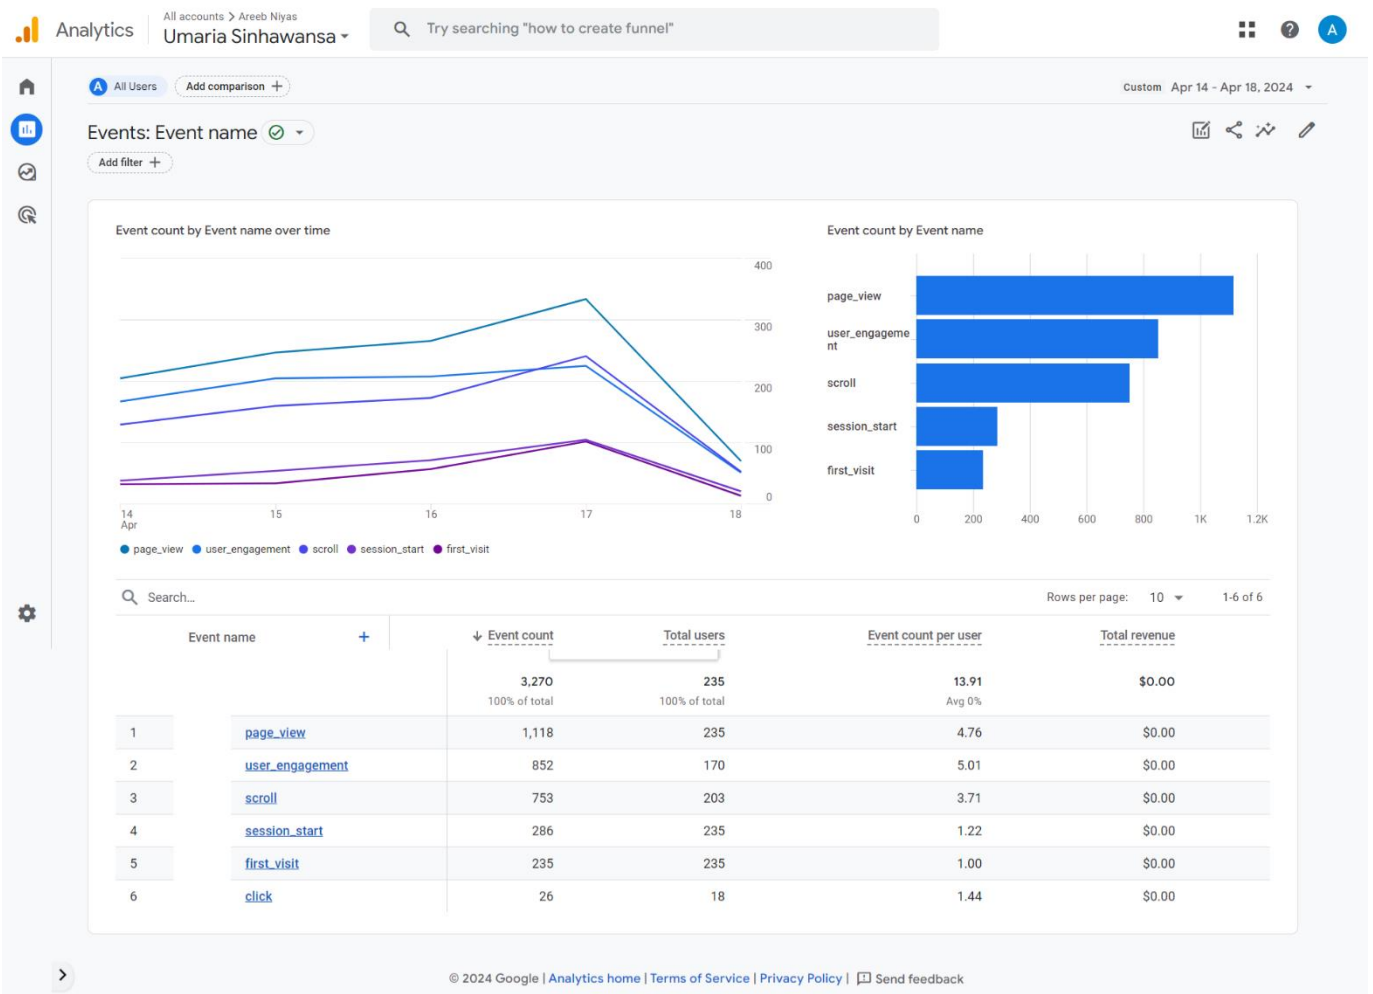 All accounts > Areeb Niyas
Analytics
Umaria Sinhawansa
Try searching "how to create funnel"
A
A All Users
Add comparison +
Custom Apr 14 - Apr 18, 2024
Events: Event name
Add filter +
Event count by Event name over time
400
300
200
100
0
14 15 16 17 18
Apr
page_view user_engagement scroll session_start first_visit
Event count by Event name
page_view
user_engageme
nt
scroll
session_start
first_visit
0 200 400 600 800 1K 1.2K
Search...
Rows per page: 10 1-6 of 6
Event name + ↓ Event count Total users Event count per user Total revenue
3,270 235 13.91 $0.00
100% of total 100% of total Avg 0%
1 page_view 1,118 235 4.76 $0.00
2 user_engagement 852 170 5.01 $0.00
3 scroll 753 203 3.71 $0.00
4 session_start 286 235 1.22 $0.00
5 first_visit 235 235 1.00 $0.00
6 click 26 18 1.44 $0.00
© 2024 Google | Analytics home | Terms of Service | Privacy Policy | Send feedback